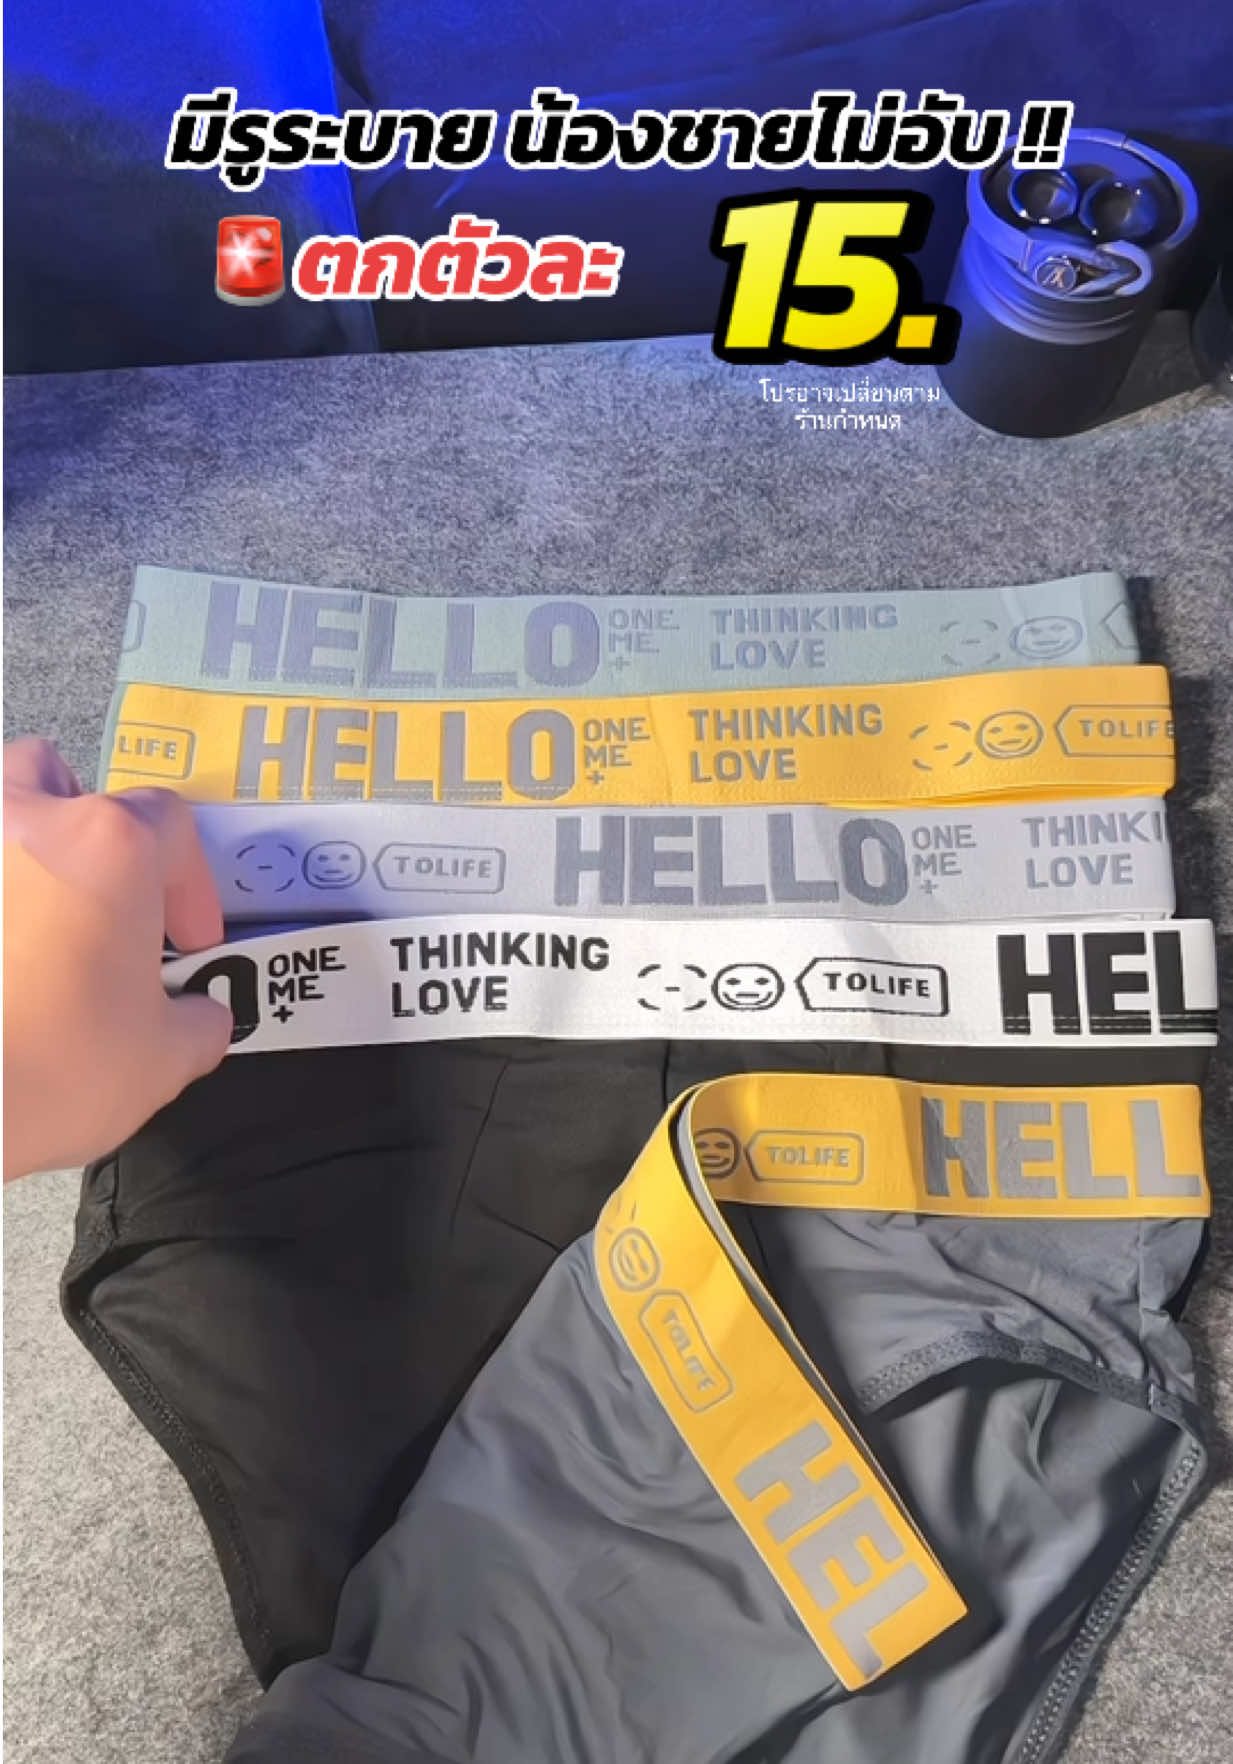 มีรูระบาย น้องชายไม่อับ !!
ตกตัวละ 15.
โปรอาจเปลี่ยนตาม
ร้านกำหนด
HELLO ONE ME + THINKING LOVE
LIFE HELLO ONE ME + THINKING LOVE TOLIFE
TOLIFE HELLO ONE ME + THINKI LOVE
O ONE ME + THINKING LOVE TOLIFE HEL
TOLIFE HELL
TOLIFE HEL